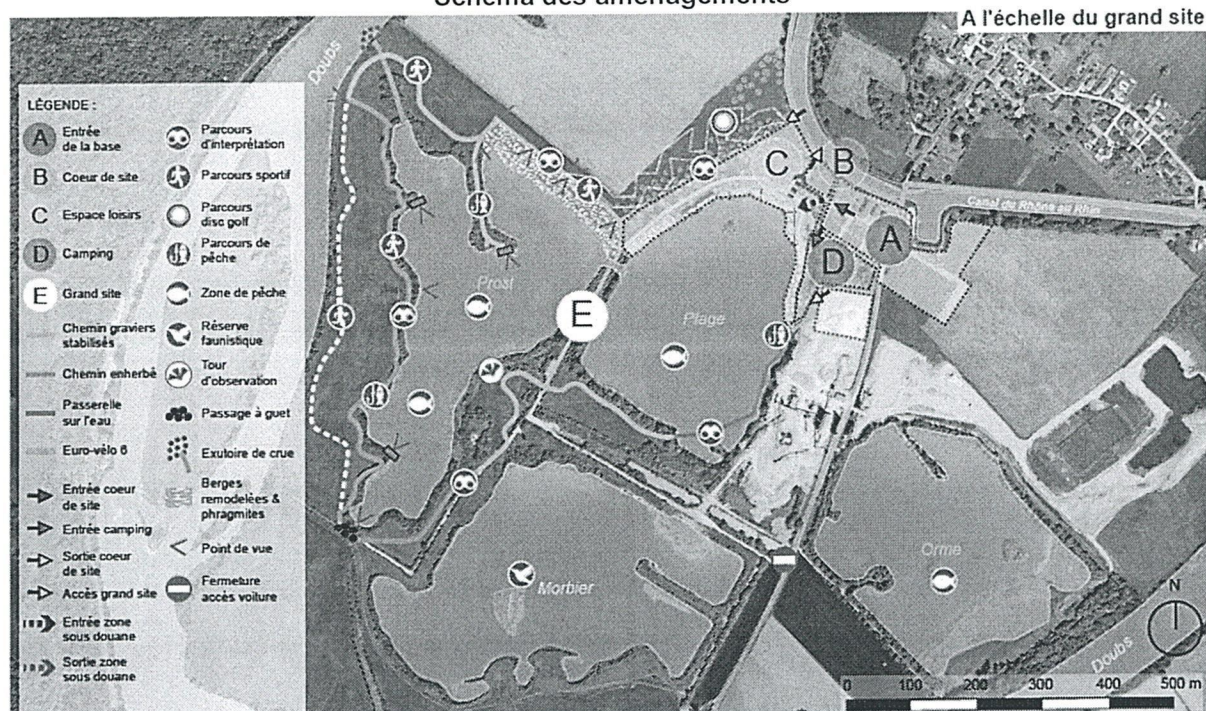 Schéma des aménagements
A l'échelle du grand site
Doubs
LÉGENDE :
A Entrée
de la base
B Coeur de site
C Espace loisirs
D Camping
E Grand site
Chemin graviers
stabilisés
Chemin enherbé
Passerelle
sur l'eau
Euro-vélo 6
Entrée coeur
de site
Entrée camping
Sortie coeur
de site
Accès grand site
Entrée zone
sous douane
Sortie zone
sous douane
Parcours
d'interprétation
Parcours sportif
Parcours
disc golf
Parcours de
pêche
Zone de pêche
Réserve
faunistique
Tour
d'observation
Passage à guet
Exutoire de crue
Berges
remodelées &
phragmites
Point de vue
Fermeture
accès voiture
C
B
Canal du Rhône au Rhin
A
D
Prost
E
Plage
Orme
Morbier
N
Doubs
0 100 200 300 400 500 m